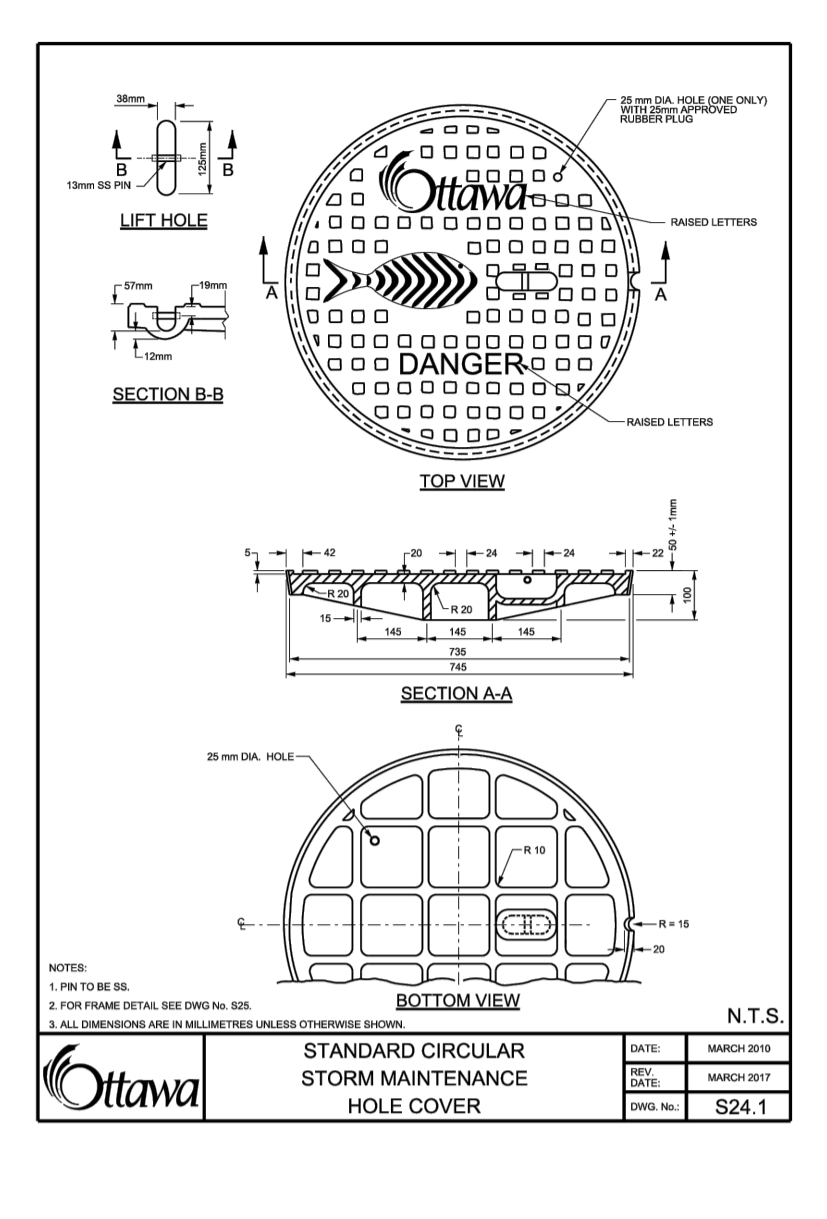 38mm
125mm
B
B
13mm SS PIN
LIFT HOLE
57mm
19mm
12mm
SECTION B-B
25 mm DIA. HOLE (ONE ONLY)
WITH 25mm APPROVED
RUBBER PLUG
Ottawa
RAISED LETTERS
A
A
DANGER
RAISED LETTERS
TOP VIEW
5
42
20
24
24
22
50 +/- 1mm
100
R 20
R 20
15
145
145
145
735
745
SECTION A-A
25 mm DIA. HOLE
R 10
R = 15
20
BOTTOM VIEW
NOTES:
1. PIN TO BE SS.
2. FOR FRAME DETAIL SEE DWG No. S25.
3. ALL DIMENSIONS ARE IN MILLIMETRES UNLESS OTHERWISE SHOWN.
N.T.S.
Ottawa
STANDARD CIRCULAR
STORM MAINTENANCE
HOLE COVER
DATE: MARCH 2010
REV.
DATE: MARCH 2017
DWG. No.: S24.1